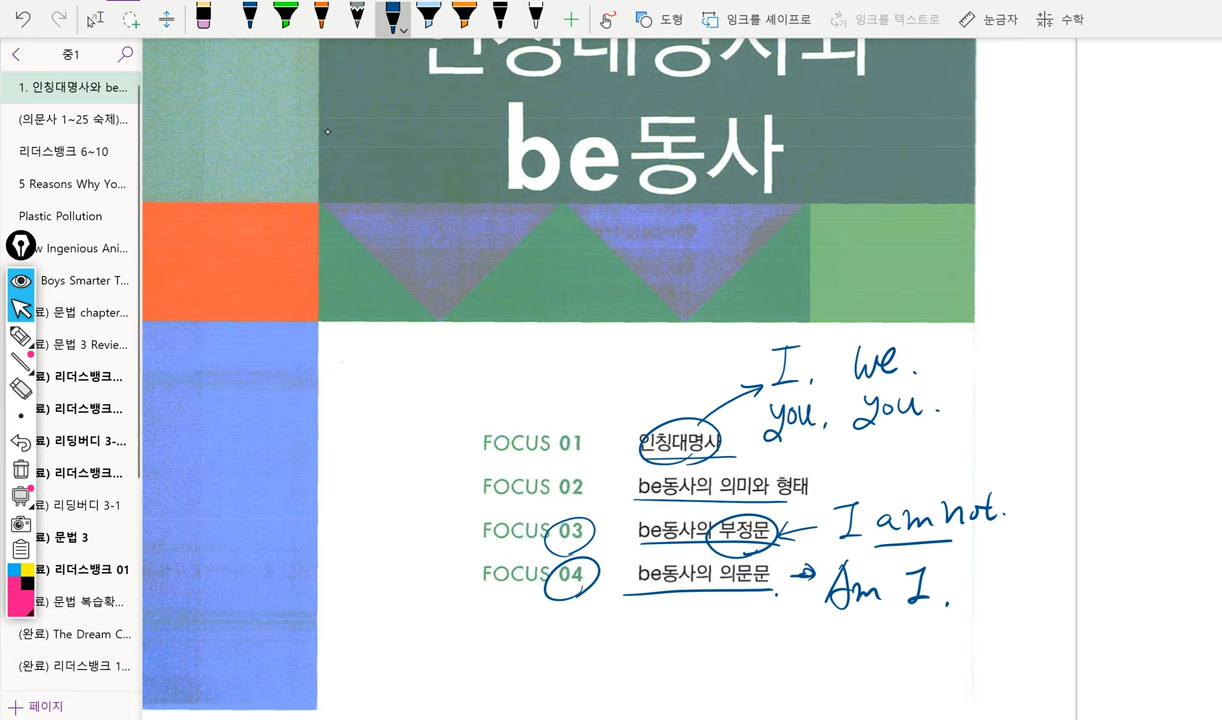 도형
잉크를 셰이프로
잉크를 텍스트로
눈금자
수학
중1
1. 인칭대명사와 be...
(의문사 1~25 숙제)...
리더스뱅크 6~10
5 Reasons Why Yo...
Plastic Pollution
w Ingenious Ani...
Boys Smarter T...
료) 문법 chapter...
료) 문법 3 Revie...
료) 리더스뱅크...
료) 리더스뱅크...
료) 리딩버디 3-...
료) 리더스뱅크...
료) 리딩버디 3-1
료) 문법 3
료) 리더스뱅크 01
료) 문법 복습확...
(완료) The Dream C...
(완료) 리더스뱅크 1...
페이지
인칭대명사와
be동사
I, We.
you, you.
FOCUS 01 인칭대명사
FOCUS 02 be동사의 의미와 형태
FOCUS 03 be동사의 부정문
I am not.
FOCUS 04 be동사의 의문문
Am I.